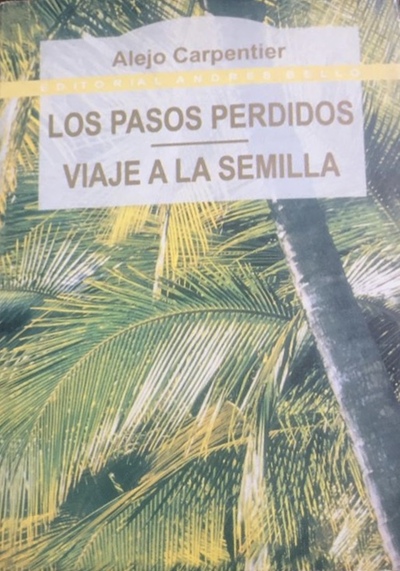 Alejo Carpentier
EDITORIAL ANDRES BELLO
LOS PASOS PERDIDOS
VIAJE A LA SEMILLA